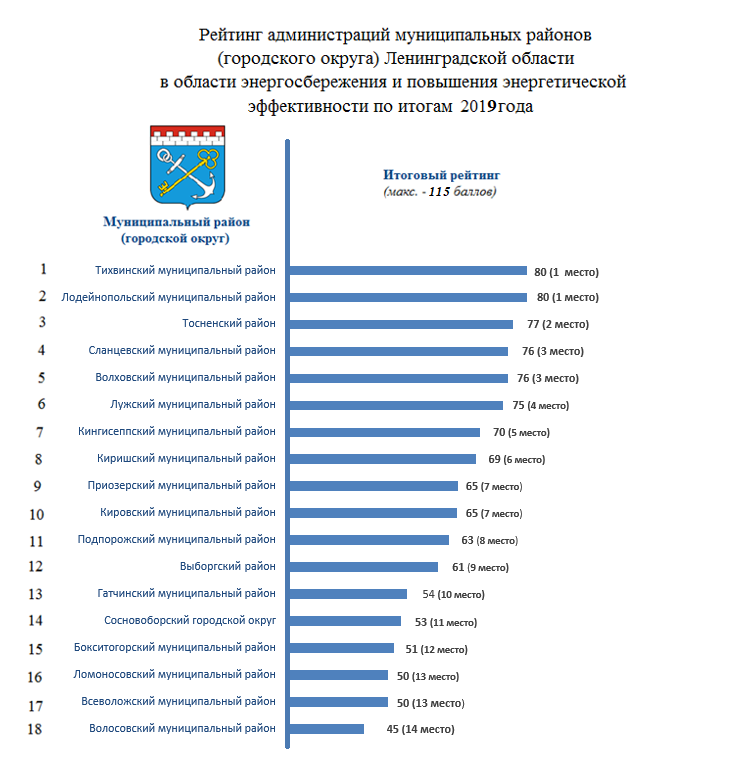 Рейтинг администраций муниципальных районов
(городского округа) Ленинградской области
в области энергосбережения и повышения энергетической
эффективности по итогам 2019года
Итоговый рейтинг
(макс. - 115 баллов)
Муниципальный район
(городской округ)
1 Тихвинский муниципальный район 80 (1 место)
2 Лодейнопольский муниципальный район 80 (1 место)
3 Тосненский район 77 (2 место)
4 Сланцевский муниципальный район 76 (3 место)
5 Волховский муниципальный район 76 (3 место)
6 Лужский муниципальный район 75 (4 место)
7 Кингисеппский муниципальный район 70 (5 место)
8 Киришский муниципальный район 69 (6 место)
9 Приозерский муниципальный район 65 (7 место)
10 Кировский муниципальный район 65 (7 место)
11 Подпорожский муниципальный район 63 (8 место)
12 Выборгский район 61 (9 место)
13 Гатчинский муниципальный район 54 (10 место)
14 Сосновоборский городской округ 53 (11 место)
15 Бокситогорский муниципальный район 51 (12 место)
16 Ломоносовский муниципальный район 50 (13 место)
17 Всеволожский муниципальный район 50 (13 место)
18 Волосовский муниципальный район 45 (14 место)